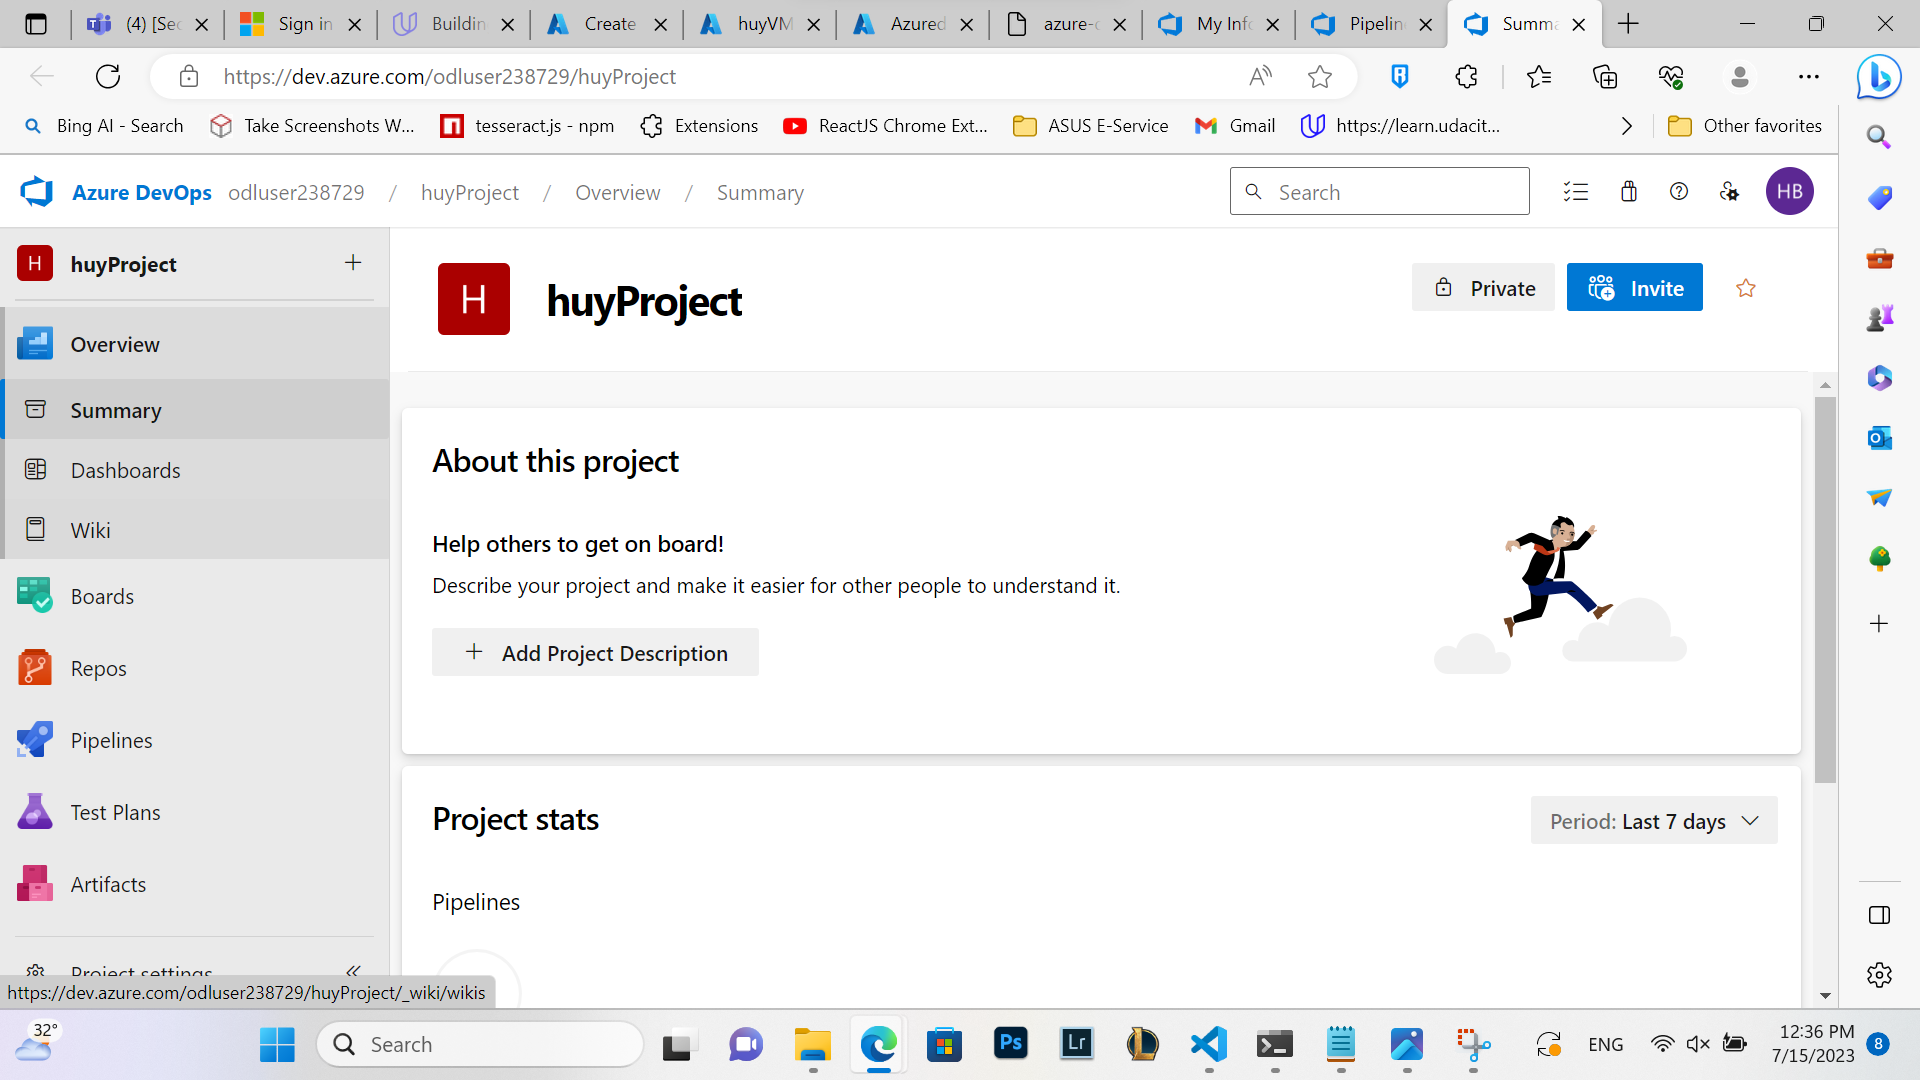 (4) [Sec
Sign in
Buildin
Create
huyVM
Azured
azure-c
My Info
Pipelin
Summa
https://dev.azure.com/odluser238729/huyProject
Bing AI - Search
Take Screenshots W...
tesseract.js - npm
Extensions
ReactJS Chrome Ext...
ASUS E-Service
Gmail
https://learn.udacit...
Other favorites
Azure DevOps odluser238729 / huyProject / Overview / Summary
Search
HB
H huyProject
Overview
Summary
Dashboards
Wiki
Boards
Repos
Pipelines
Test Plans
Artifacts
Project settings
https://dev.azure.com/odluser238729/huyProject/_wiki/wikis
H huyProject
Private
Invite
About this project
Help others to get on board!
Describe your project and make it easier for other people to understand it.
Add Project Description
Project stats
Period: Last 7 days
Pipelines
32°
Search
Ps
Lr
ENG
12:36 PM
7/15/2023
8